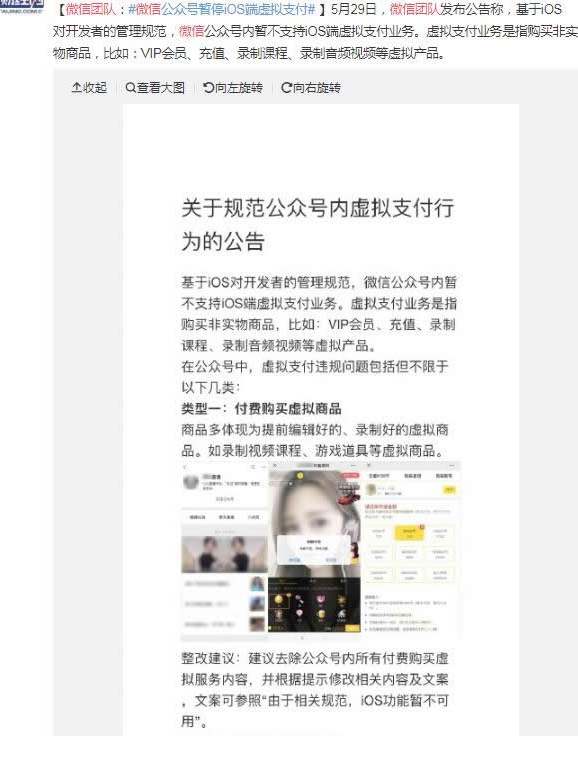 【微信团队：#微信公众号暂停iOS端虚拟支付# 】5月29日，微信团队发布公告称，基于iOS
对开发者的管理规范，微信公众号内暂不支持iOS端虚拟支付业务。虚拟支付业务是指购买非实
物商品，比如：VIP会员、充值、录制课程、录制音频视频等虚拟产品。
收起 查看大图 向左旋转 向右旋转
关于规范公众号内虚拟支付行
为的公告
基于iOS对开发者的管理规范，微信公众号内暂
不支持iOS端虚拟支付业务。虚拟支付业务是指
购买非实物商品，比如：VIP会员、充值、录制
课程、录制音频视频等虚拟产品。
在公众号中，虚拟支付违规问题包括但不限于
以下几类：
类型一：付费购买虚拟商品
商品多体现为提前编辑好的、录制好的虚拟商
品。如录制视频课程、游戏道具等虚拟商品。
整改建议：建议去除公众号内所有付费购买虚
拟服务内容，并根据提示修改相关内容及文案
，文案可参照“由于相关规范，iOS功能暂不可
用”。